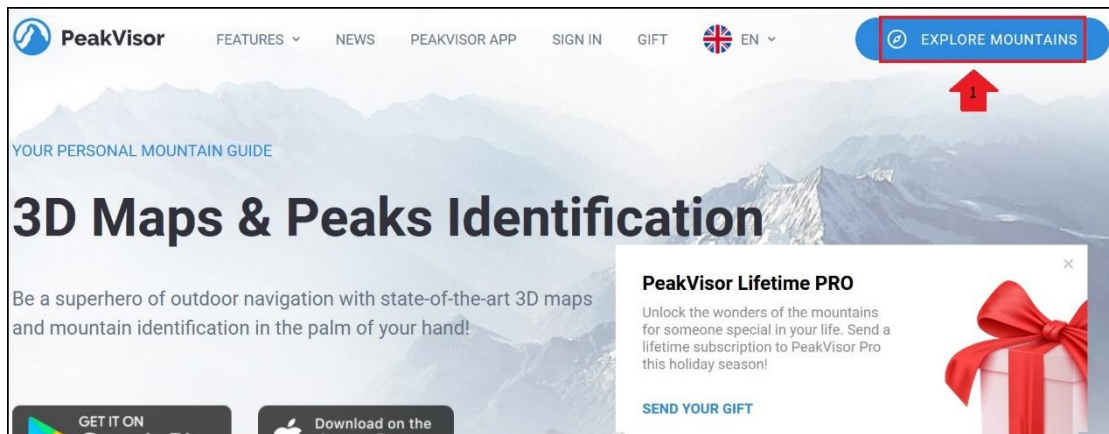 PeakVisor
FEATURES
NEWS
PEAKVISOR APP
SIGN IN
GIFT
EN
EXPLORE MOUNTAINS
1
YOUR PERSONAL MOUNTAIN GUIDE
3D Maps & Peaks Identification
Be a superhero of outdoor navigation with state-of-the-art 3D maps
and mountain identification in the palm of your hand!
PeakVisor Lifetime PRO
Unlock the wonders of the mountains
for someone special in your life. Send a
lifetime subscription to PeakVisor Pro
this holiday season!
SEND YOUR GIFT
GET IT ON
Download on the